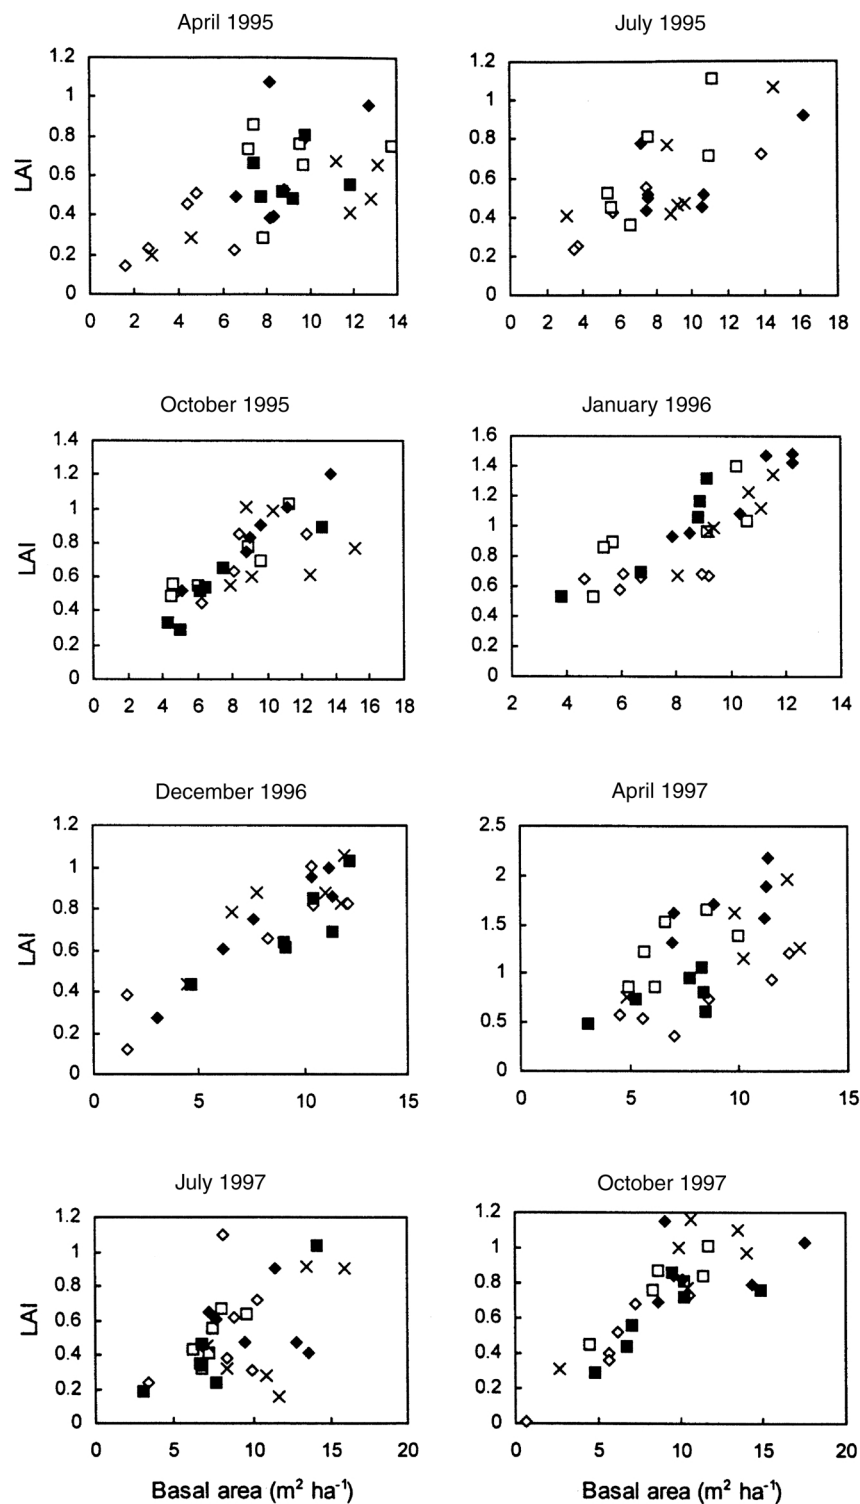 April 1995
July 1995
1.2
1
0.8
0.6
0.4
0.2
0
LAI
0 2 4 6 8 10 12 14
1.2
1
0.8
0.6
0.4
0.2
0
0 2 4 6 8 10 12 14 16 18
October 1995
January 1996
1.4
1.2
1
0.8
0.6
0.4
0.2
0
LAI
0 2 4 6 8 10 12 14 16 18
1.6
1.4
1.2
1
0.8
0.6
0.4
0.2
0
2 4 6 8 10 12 14
December 1996
April 1997
1.2
1
0.8
0.6
0.4
0.2
0
LAI
0 5 10 15
2.5
2
1.5
1
0.5
0
0 5 10 15
July 1997
October 1997
1.2
1
0.8
0.6
0.4
0.2
0
LAI
0 5 10 15 20
Basal area (m² ha⁻¹)
1.2
1
0.8
0.6
0.4
0.2
0
0 5 10 15 20
Basal area (m² ha⁻¹)